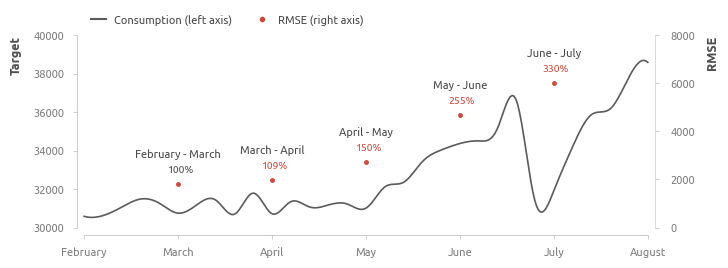 Consumption (left axis)
RMSE (right axis)
Target
RMSE
40000
38000
36000
34000
32000
30000
8000
6000
4000
2000
0
February - March
100%
March - April
109%
April - May
150%
May - June
255%
June - July
330%
February
March
April
May
June
July
August